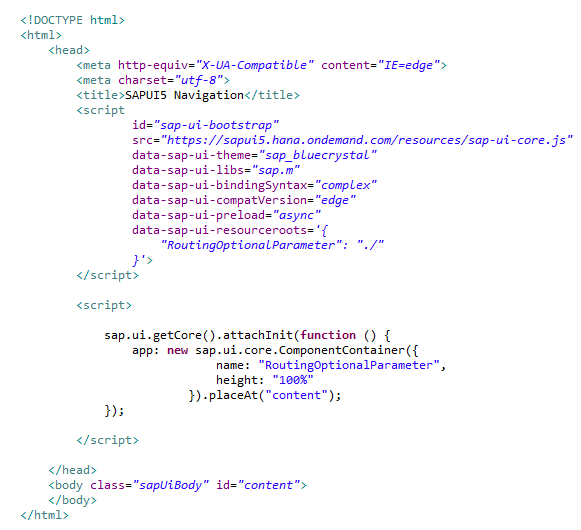 <!DOCTYPE html>
<html>
    <head>
        <meta http-equiv="X-UA-Compatible" content="IE=edge">
        <meta charset="utf-8">
        <title>SAPUI5 Navigation</title>
        <script
                id="sap-ui-bootstrap"
                src="https://sapui5.hana.ondemand.com/resources/sap-ui-core.js"
                data-sap-ui-theme="sap_bluecrystal"
                data-sap-ui-libs="sap.m"
                data-sap-ui-bindingSyntax="complex"
                data-sap-ui-compatVersion="edge"
                data-sap-ui-preload="async"
                data-sap-ui-resourceroots='{
                    "RoutingOptionalParameter": "./"
                }'>
        </script>
        <script>
            sap.ui.getCore().attachInit(function () {
                app: new sap.ui.core.ComponentContainer({
                            name: "RoutingOptionalParameter",
                            height: "100%"
                        }).placeAt("content");
            });
        </script>
    </head>
    <body class="sapUiBody" id="content">
    </body>
</html>